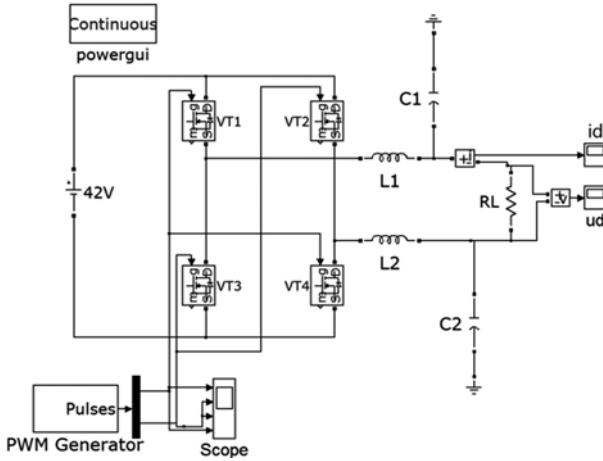 Continuous
powergui
C1
g
m
D
S
VT1
VT2
g
m
D
S
id
L1
42V
RL
ud
L2
g
m
D
S
VT3
VT4
g
m
D
S
C2
Pulses
PWM Generator
Scope